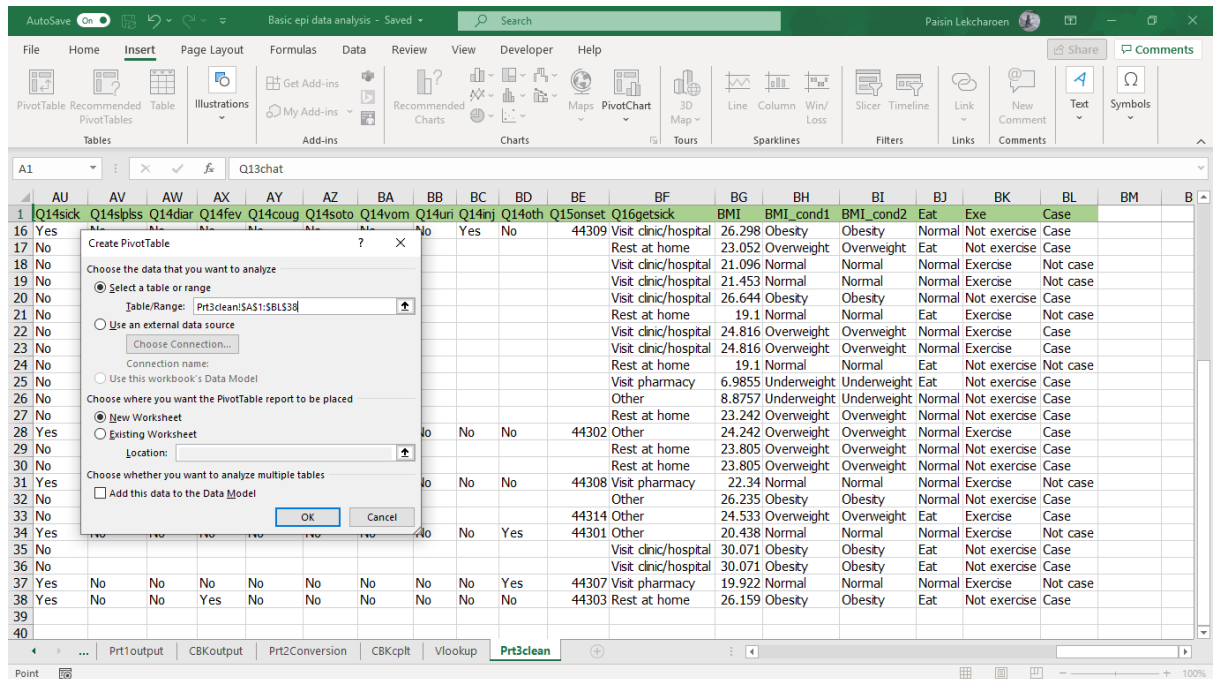 AutoSave On Basic epi data analysis - Saved Search Paisin Lekcharoen
File Home Insert Page Layout Formulas Data Review View Developer Help Share Comments
PivotTable Recommended PivotTables Table Illustrations Get Add-ins My Add-ins Recommended Charts Maps PivotChart 3D Map Line Column Win/Loss Slicer Timeline Link New Comment Text Symbols
Tables Add-ins Charts Tours Sparklines Filters Links Comments
A1 fx Q13chat
AU AV AW AX AY AZ BA BB BC BD BE BF BG BH BI BJ BK BL BM B
1 Q14sick Q14slpss Q14diar Q14fev Q14coug Q14soto Q14vom Q14uri Q14inj Q14oth Q15onset Q16getsick BMI BMI_cond1 BMI_cond2 Eat Exe Case
16 Yes No Yes No 44309 Visit clinic/hospital 26.298 Obesity Obesity Normal Not exercise Case
17 No Rest at home 23.052 Overweight Overweight Eat Not exercise Case
18 No Visit clinic/hospital 21.096 Normal Normal Normal Exercise Not case
19 No Visit clinic/hospital 21.453 Normal Normal Normal Exercise Not case
20 No Visit clinic/hospital 26.644 Obesity Obesity Normal Not exercise Case
21 No Rest at home 19.1 Normal Normal Eat Exercise Not case
22 No Visit clinic/hospital 24.816 Overweight Overweight Normal Exercise Case
23 No Visit clinic/hospital 24.816 Overweight Overweight Normal Exercise Case
24 No Rest at home 19.1 Normal Normal Eat Not exercise Not case
25 No Visit pharmacy 6.9855 Underweight Underweight Eat Not exercise Case
26 No Other 8.8757 Underweight Underweight Eat Not exercise Case
27 No Rest at home 23.242 Overweight Overweight Normal Not exercise Case
28 Yes No No No 44302 Other 24.242 Overweight Overweight Normal Exercise Case
29 No Rest at home 23.805 Overweight Overweight Normal Not exercise Case
30 No Rest at home 23.805 Overweight Overweight Normal Not exercise Case
31 Yes No No No 44308 Visit pharmacy 22.34 Normal Normal Normal Exercise Not case
32 No Other 26.235 Obesity Obesity Normal Not exercise Case
33 No 44314 Other 24.533 Overweight Overweight Eat Exercise Case
34 Yes No No No No No No No No Yes 44301 Other 20.438 Normal Normal Normal Exercise Not case
35 No Visit clinic/hospital 30.071 Obesity Obesity Eat Not exercise Case
36 No Visit clinic/hospital 30.071 Obesity Obesity Eat Not exercise Case
37 Yes No No No No No No No No Yes 44307 Visit pharmacy 19.922 Normal Normal Normal Exercise Not case
38 Yes No No Yes No No No No No No 44303 Rest at home 26.159 Obesity Obesity Eat Not exercise Case
39
40
Create PivotTable ? ×
Choose the data that you want to analyze
Select a table or range
Table/Range: Prt3clean!$A$1:$BL$38
Use an external data source
Choose Connection...
Connection name:
Use this workbook's Data Model
Choose where you want the PivotTable report to be placed
New Worksheet
Existing Worksheet
Location:
Choose whether you want to analyze multiple tables
Add this data to the Data Model
OK Cancel
... Prt1output CBKoutput Prt2Conversion CBKcplt Vlookup Prt3clean
Point 100%